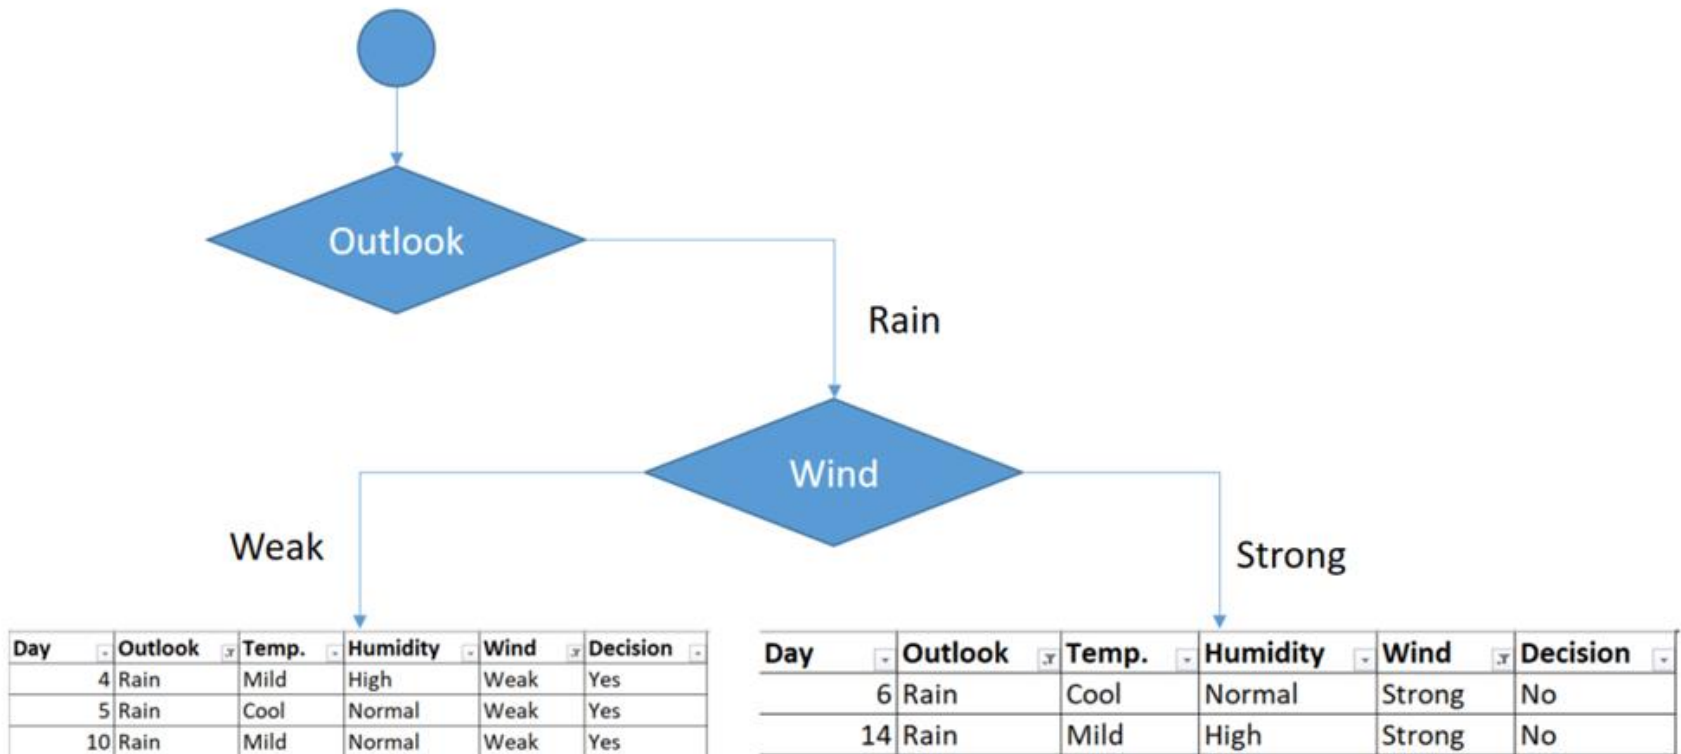 Outlook
Rain
Wind
Weak
Strong
Day Outlook Temp. Humidity Wind Decision
4 Rain Mild High Weak Yes
5 Rain Cool Normal Weak Yes
10 Rain Mild Normal Weak Yes
Day Outlook Temp. Humidity Wind Decision
6 Rain Cool Normal Strong No
14 Rain Mild High Strong No